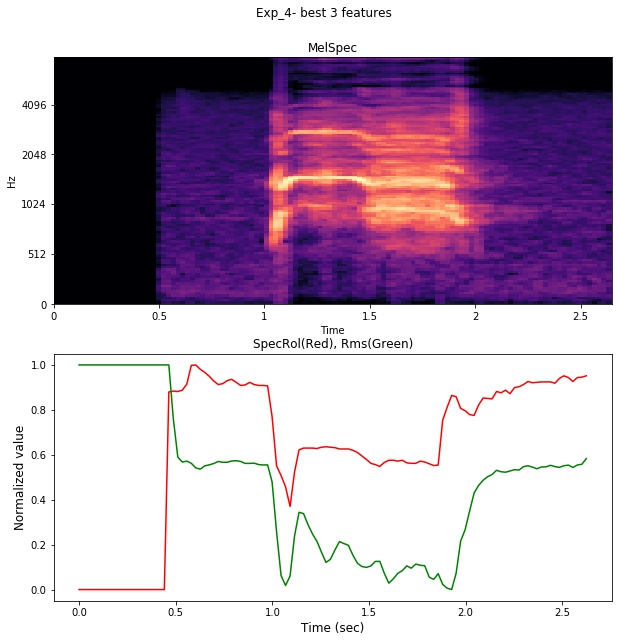 Exp_4- best 3 features
MelSpec
4096
2048
1024
512
0
Hz
0 0.5 1 1.5 2 2.5
Time
SpecRol(Red), Rms(Green)
1.0
0.8
0.6
0.4
0.2
0.0
Normalized value
0.0 0.5 1.0 1.5 2.0 2.5
Time (sec)